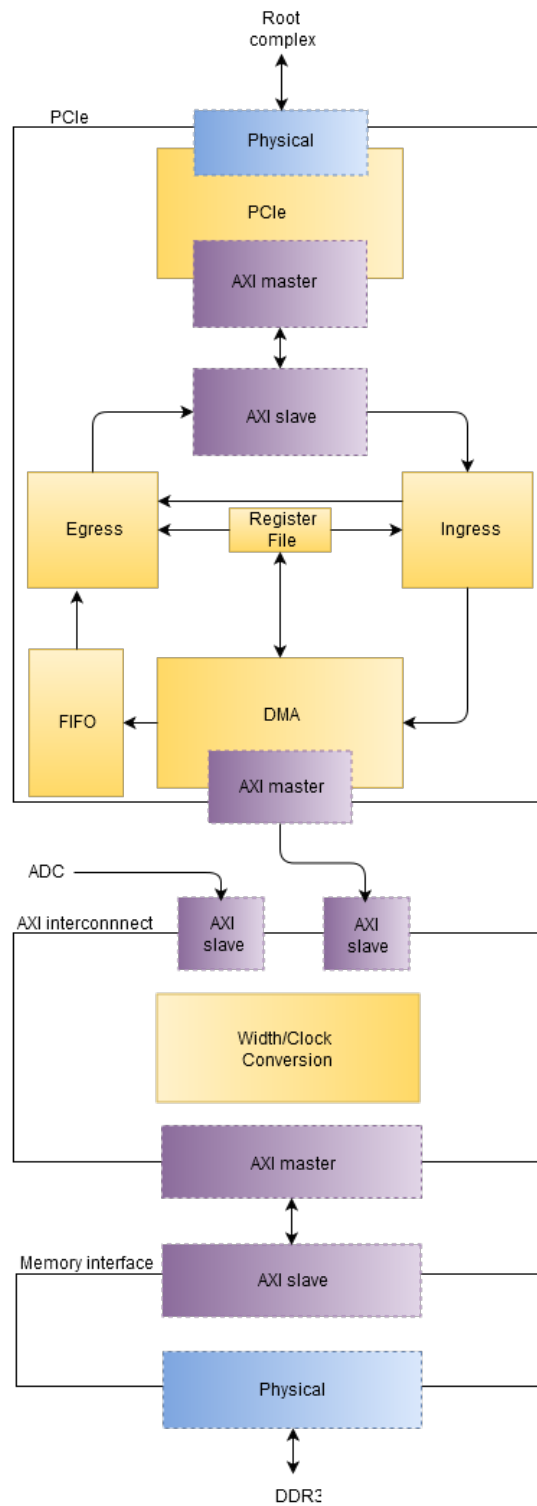 Root
complex
PCIe
Physical
PCIe
AXI master
AXI slave
Egress
Register
File
Ingress
FIFO
DMA
AXI master
ADC
AXI interconnnect
AXI
slave
AXI
slave
Width/Clock
Conversion
AXI master
Memory interface
AXI slave
Physical
DDR3